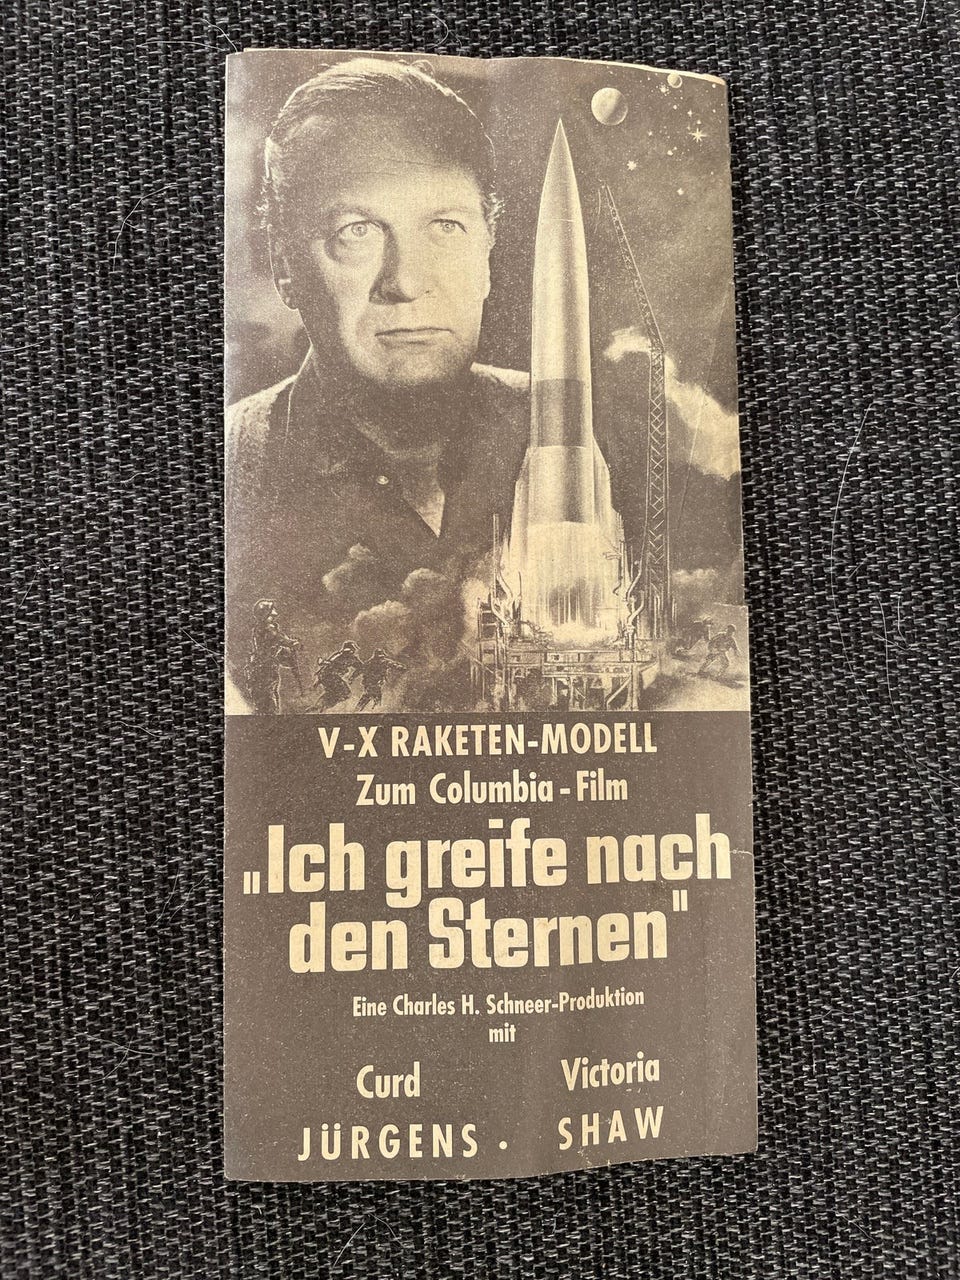 V-X RAKETEN-MODELL
Zum Columbia-Film
„Ich greife nach
den Sternen"
Eine Charles H. Schneer-Produktion
mit
Curd Victoria
JÜRGENS . SHAW